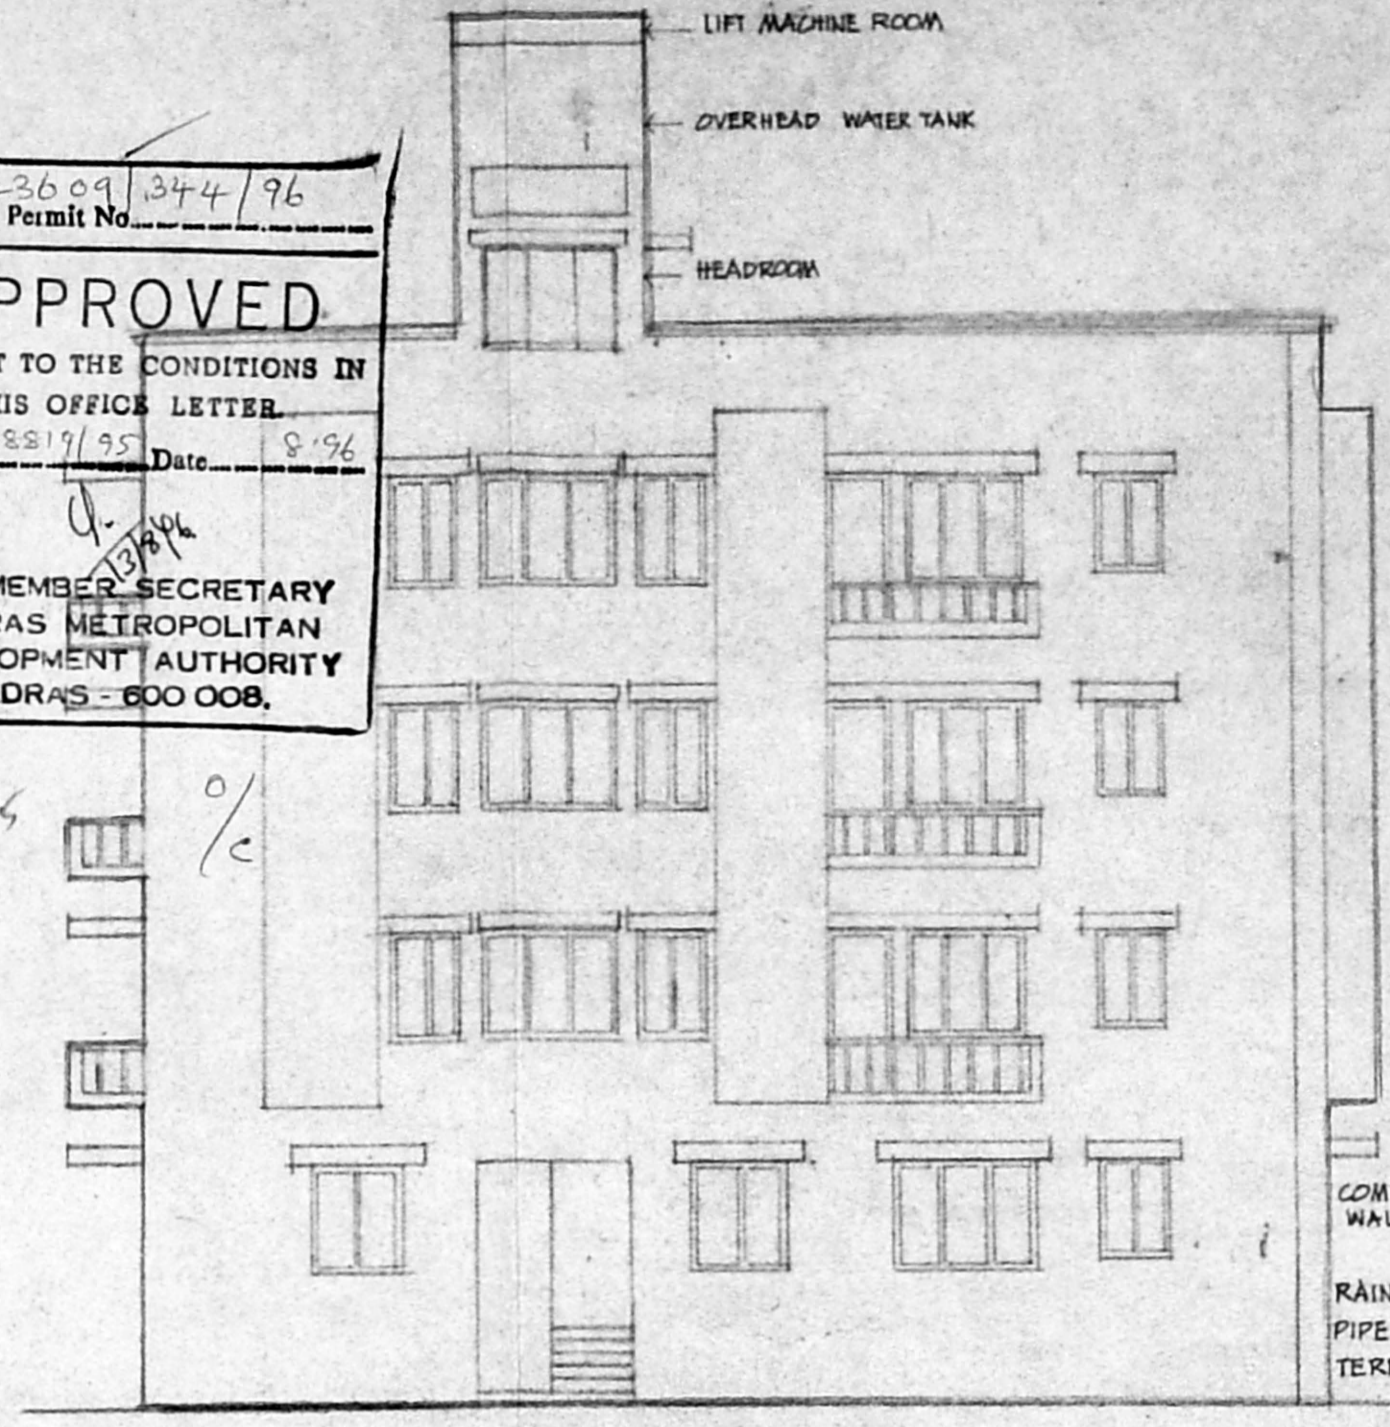 LIFT MACHINE ROOM
OVERHEAD WATER TANK
HEADROOM
3609/344/96
Permit No
PPROVED
T TO THE CONDITIONS IN
HIS OFFICE LETTER
8819/95 Date 8.96
13/8/96
MEMBER SECRETARY
RAS METROPOLITAN
OPMENT AUTHORITY
DRAS - 600 008.
O/C
COM
WAL
RAIN
PIPE
TERR